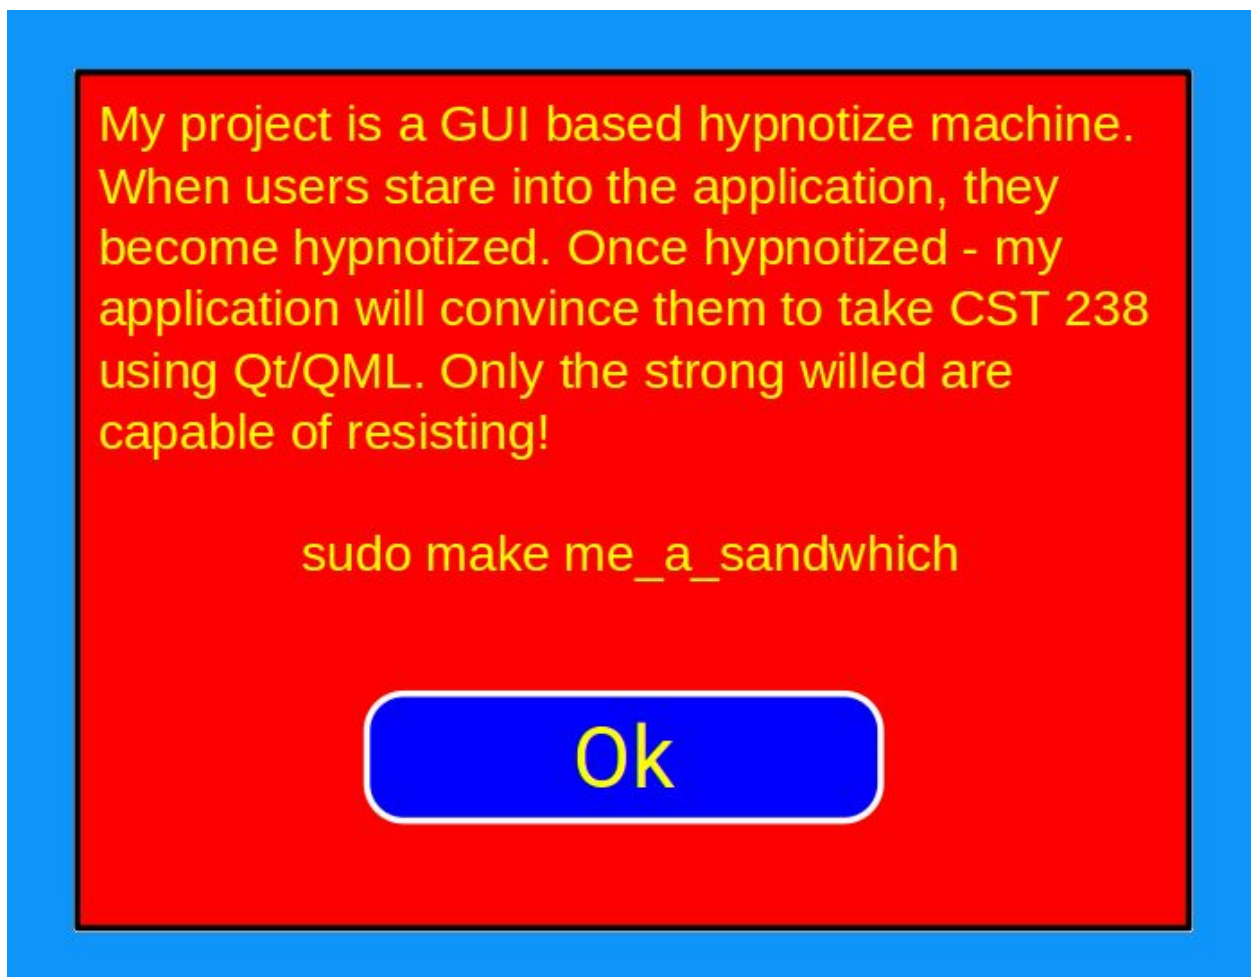 My project is a GUI based hypnotize machine.
When users stare into the application, they
become hypnotized. Once hypnotized - my
application will convince them to take CST 238
using Qt/QML. Only the strong willed are
capable of resisting!
sudo make me_a_sandwhich
Ok